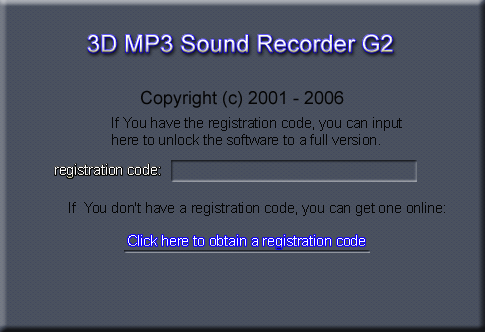 3D MP3 Sound Recorder G2
Copyright (c) 2001 - 2006
If You have the registration code, you can input
here to unlock the software to a full version.
registration code:
If You don't have a registration code, you can get one online:
Click here to obtain a registration code